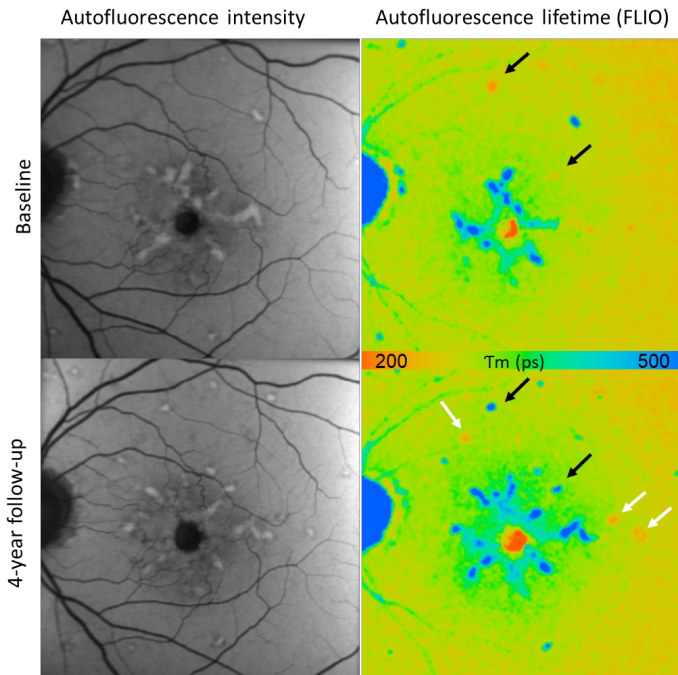 Autofluorescence intensity
Autofluorescence lifetime (FLIO)
Baseline
200
Tm (ps)
500
4-year follow-up